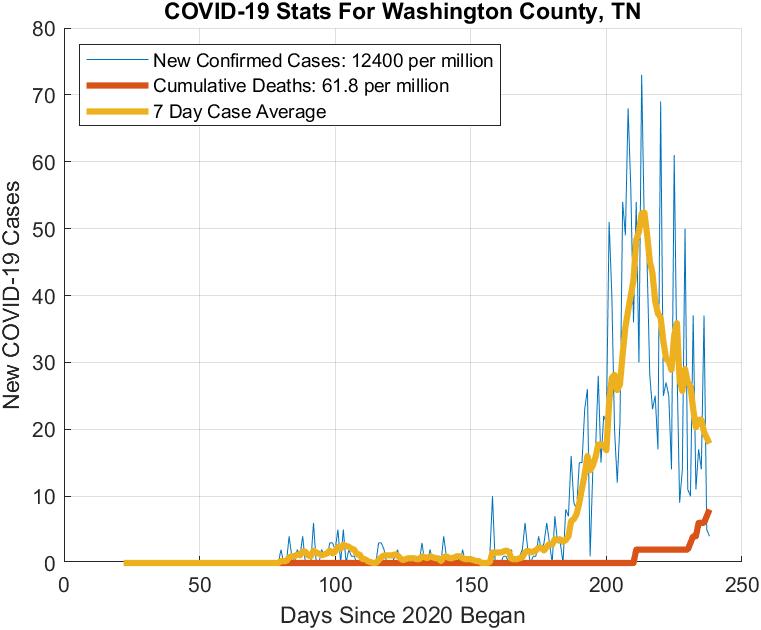 COVID-19 Stats For Washington County, TN
New Confirmed Cases: 12400 per million
Cumulative Deaths: 61.8 per million
7 Day Case Average
New COVID-19 Cases
80
70
60
50
40
30
20
10
0
0 50 100 150 200 250
Days Since 2020 Began